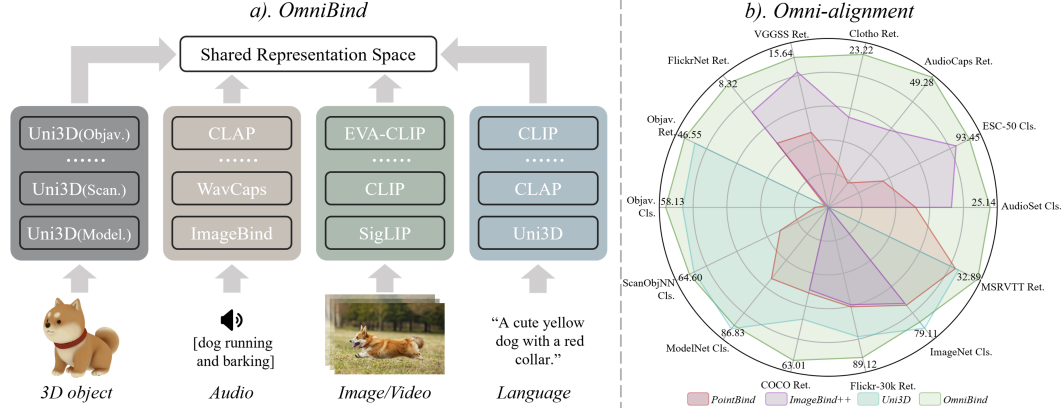 a). OmniBind
Shared Representation Space
Uni3D(Objav.)
......
Uni3D(Scan.)
Uni3D(Model.)
CLAP
......
WavCaps
ImageBind
EVA-CLIP
......
CLIP
SigLIP
CLIP
......
CLAP
Uni3D
[dog running
and barking]
“A cute yellow
dog with a red
collar.”
3D object
Audio
Image/Video
Language
b). Omni-alignment
VGGSS Ret.
15.64
Clotho Ret.
23.22
AudioCaps Ret.
49.28
ESC-50 Cls.
93.45
AudioSet Cls.
25.14
32.89
MSRVTT Ret.
79.11
ImageNet Cls.
89.12
Flickr-30k Ret.
63.01
COCO Ret.
86.83
ModelNet Cls.
64.60
ScanObjNN
Cls.
Objav.
Cls.
58.13
Objav.
Ret.
46.55
FlickrNet Ret.
8.32
PointBind
ImageBind++
Uni3D
OmniBind